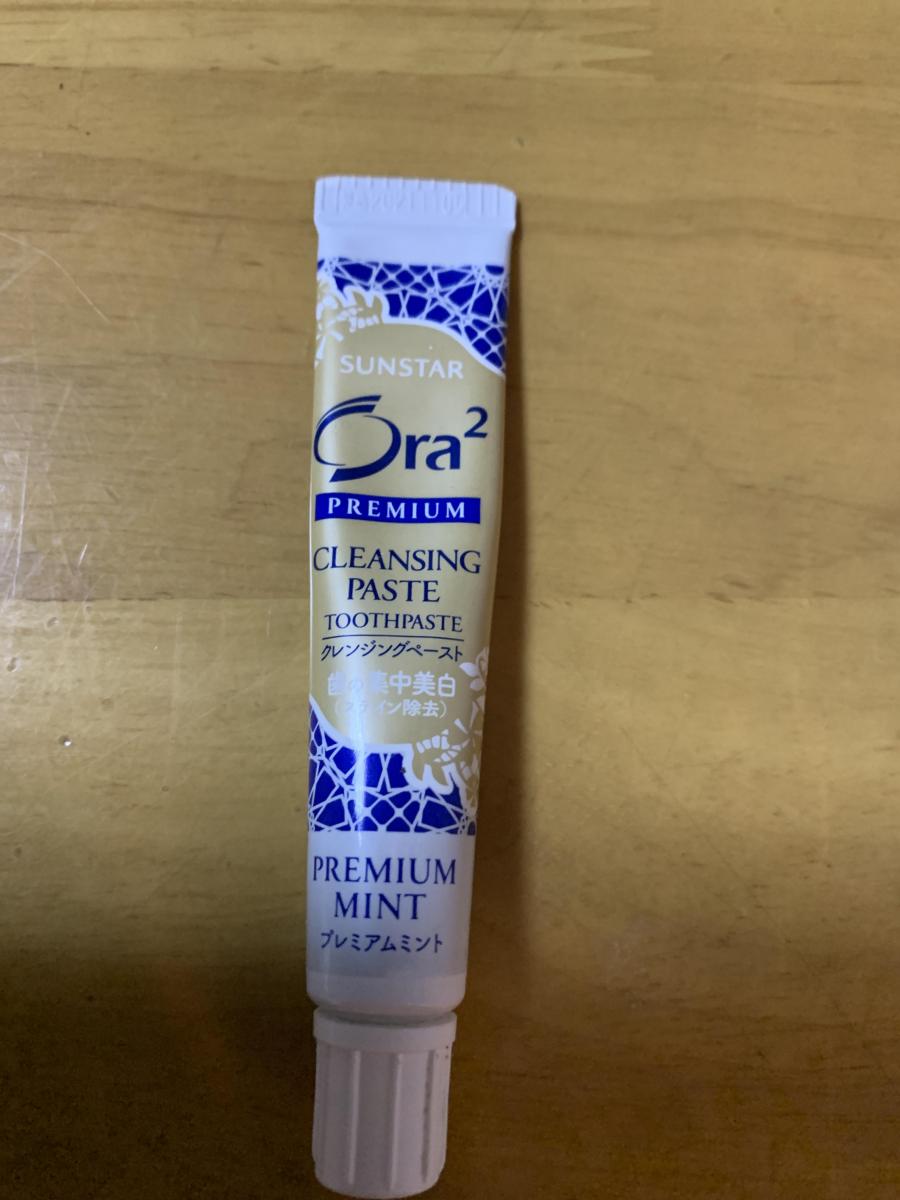 SUNSTAR
Ora²
PREMIUM
CLEANSING
PASTE
TOOTHPASTE
クレンジングペースト
歯の集中美白
(ステイン除去)
PREMIUM
MINT
プレミアムミント